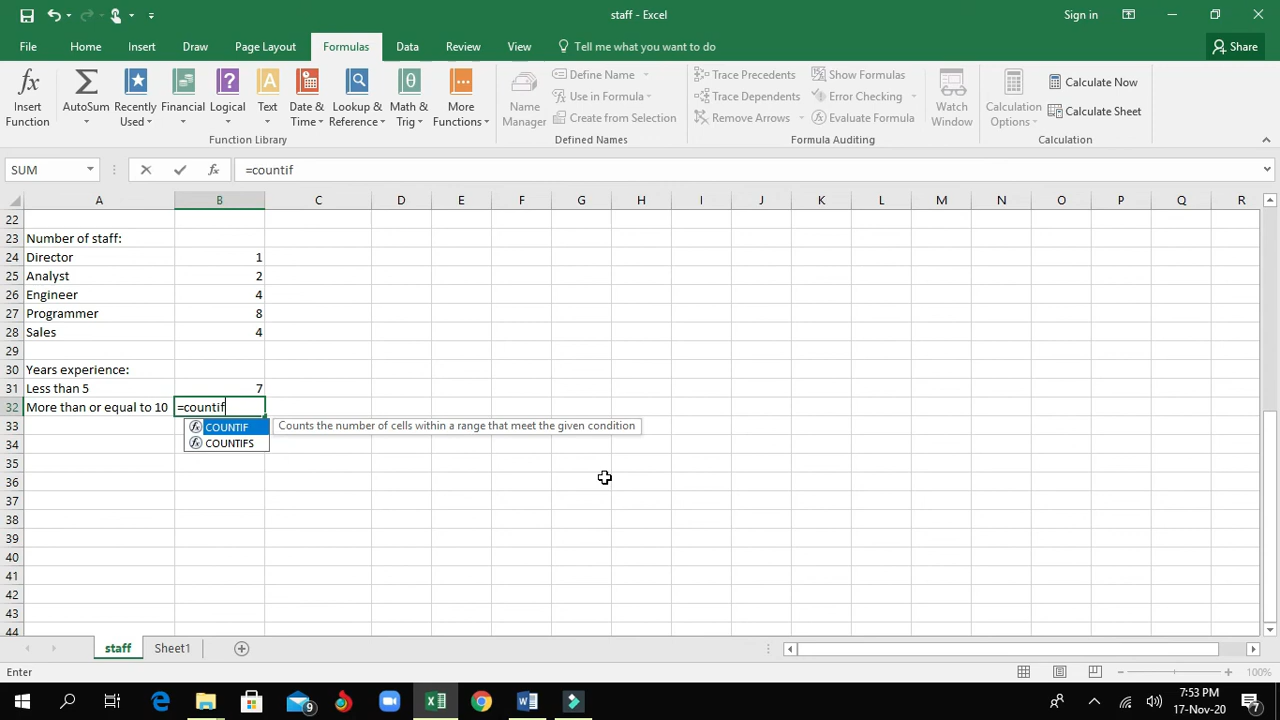 staff - Excel
Sign in
File Home Insert Draw Page Layout Formulas Data Review View Tell me what you want to do Share
Insert Function
AutoSum
Recently Used
Financial
Logical
Text
Date & Time
Lookup & Reference
Math & Trig
More Functions
Function Library
Name Manager
Define Name
Use in Formula
Create from Selection
Defined Names
Trace Precedents
Trace Dependents
Remove Arrows
Show Formulas
Error Checking
Evaluate Formula
Formula Auditing
Watch Window
Calculation Options
Calculate Now
Calculate Sheet
Calculation
SUM =countif
A B C D E F G H I J K L M N O P Q R
22
23 Number of staff:
24 Director 1
25 Analyst 2
26 Engineer 4
27 Programmer 8
28 Sales 4
29
30 Years experience:
31 Less than 5 7
32 More than or equal to 10 =countif
33 COUNTIF Counts the number of cells within a range that meet the given condition
34 COUNTIFS
35
36
37
38
39
40
41
42
43
44
staff Sheet1
Enter 100%
9
7:53 PM
17-Nov-20
7